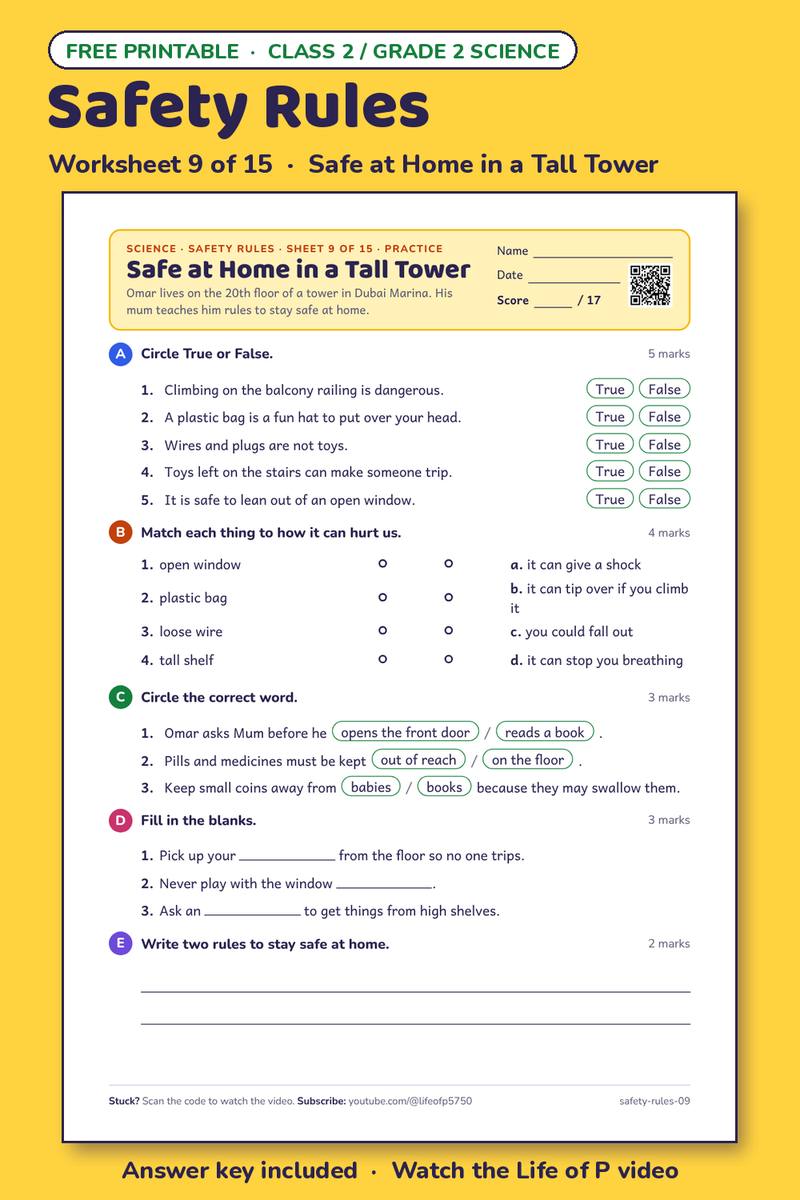 FREE PRINTABLE · CLASS 2 / GRADE 2 SCIENCE
Safety Rules
Worksheet 9 of 15 · Safe at Home in a Tall Tower
SCIENCE · SAFETY RULES · SHEET 9 OF 15 · PRACTICE
Safe at Home in a Tall Tower
Omar lives on the 20th floor of a tower in Dubai Marina. His
mum teaches him rules to stay safe at home.
Name ____________
Date ____________
Score _____ / 17
A Circle True or False. 5 marks
1. Climbing on the balcony railing is dangerous. True False
2. A plastic bag is a fun hat to put over your head. True False
3. Wires and plugs are not toys. True False
4. Toys left on the stairs can make someone trip. True False
5. It is safe to lean out of an open window. True False
B Match each thing to how it can hurt us. 4 marks
1. open window a. it can give a shock
2. plastic bag b. it can tip over if you climb
it
3. loose wire c. you could fall out
4. tall shelf d. it can stop you breathing
C Circle the correct word. 3 marks
1. Omar asks Mum before he opens the front door / reads a book .
2. Pills and medicines must be kept out of reach / on the floor .
3. Keep small coins away from babies / books because they may swallow them.
D Fill in the blanks. 3 marks
1. Pick up your ____________ from the floor so no one trips.
2. Never play with the window ____________.
3. Ask an ____________ to get things from high shelves.
E Write two rules to stay safe at home. 2 marks
Stuck? Scan the code to watch the video. Subscribe: youtube.com/@lifeofp5750 safety-rules-09
Answer key included · Watch the Life of P video